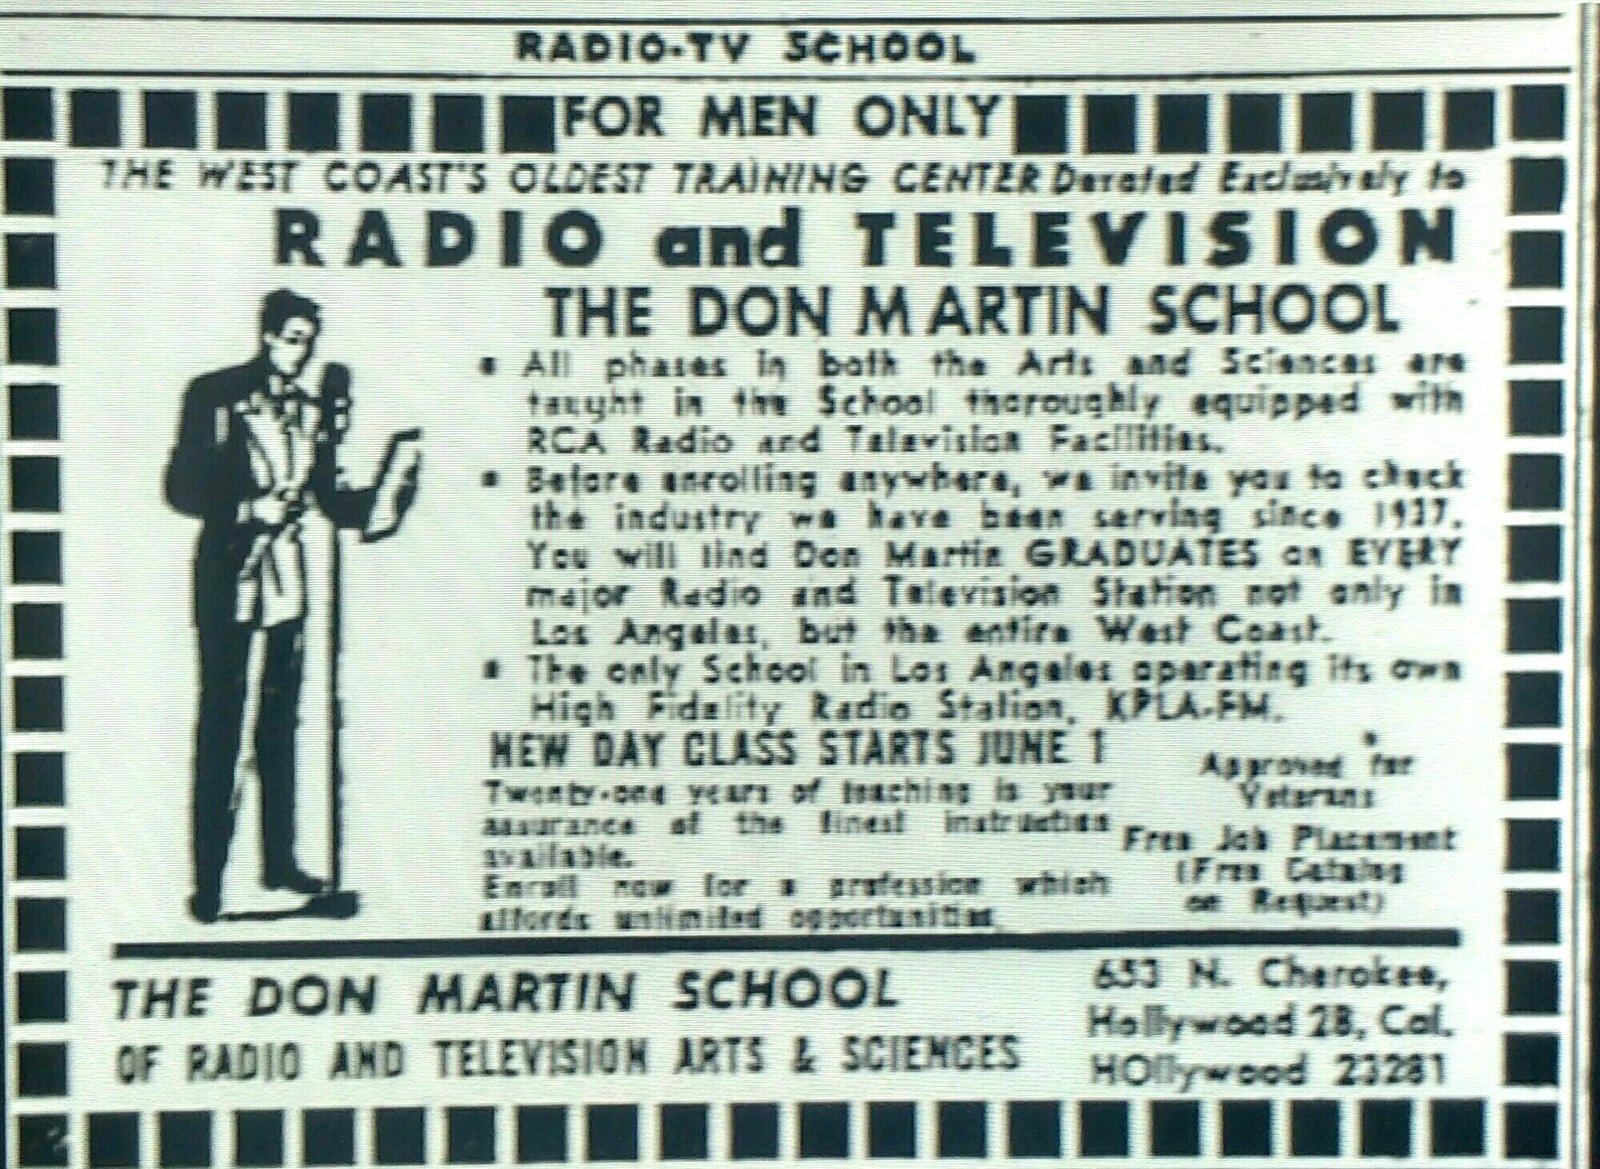 RADIO-TV SCHOOL
FOR MEN ONLY
THE WEST COAST'S OLDEST TRAINING CENTER Devoted Exclusively to
RADIO and TELEVISION
THE DON MARTIN SCHOOL
• All phases in both the Arts and Sciences are
taught in the School thoroughly equipped with
RCA Radio and Television Facilities.
• Before enrolling anywhere, we invite you to check
the industry we have been serving since 1937.
You will find Don Martin GRADUATES on EVERY
major Radio and Television Station not only in
Los Angeles, but the entire West Coast.
• The only School in Los Angeles operating its own
High Fidelity Radio Station, KPLA-FM.
NEW DAY CLASS STARTS JUNE 1
Twenty-one years of teaching is your
assurance of the finest instruction
available.
Enroll now for a profession which
affords unlimited opportunities.
Approved for
Veterans
Free Job Placement
(Free Catalog
on Request)
THE DON MARTIN SCHOOL
OF RADIO AND TELEVISION ARTS & SCIENCES
653 N. Cherokee,
Hollywood 28, Cal.
HOllywood 23281